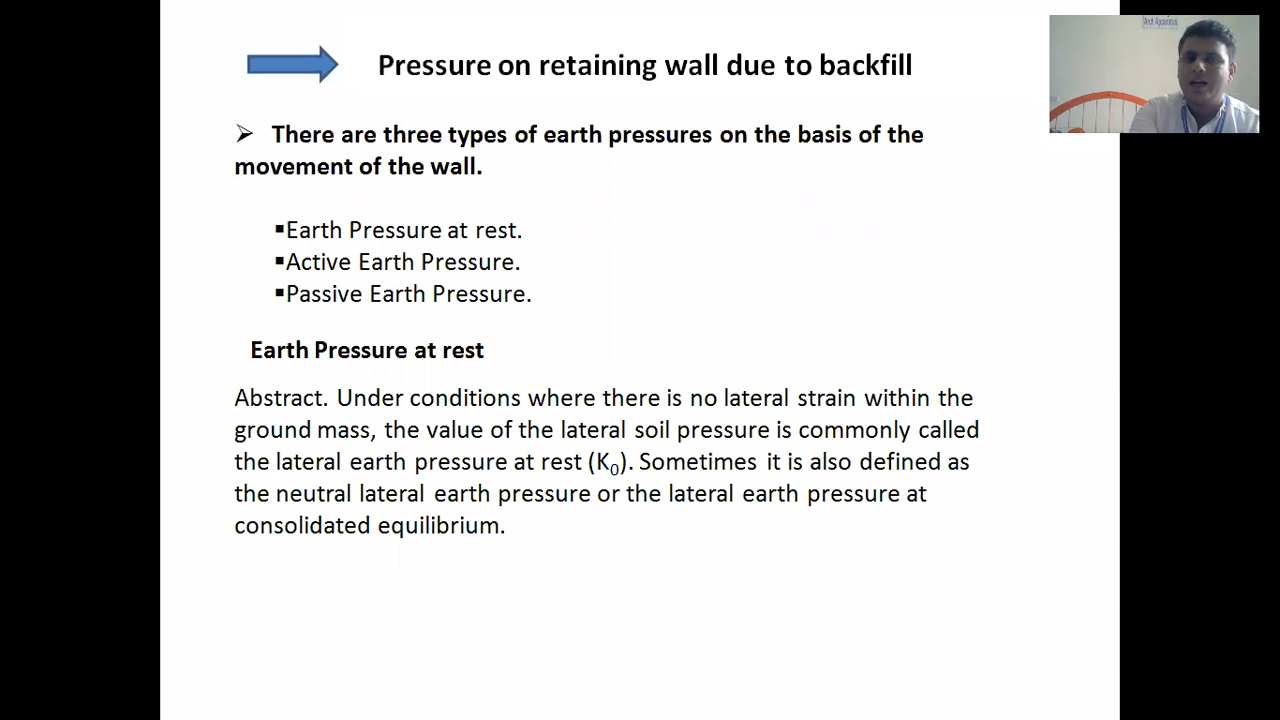 Pressure on retaining wall due to backfill
Arch Apparatus
There are three types of earth pressures on the basis of the
movement of the wall.
Earth Pressure at rest.
Active Earth Pressure.
Passive Earth Pressure.
Earth Pressure at rest
Abstract. Under conditions where there is no lateral strain within the
ground mass, the value of the lateral soil pressure is commonly called
the lateral earth pressure at rest (K₀). Sometimes it is also defined as
the neutral lateral earth pressure or the lateral earth pressure at
consolidated equilibrium.